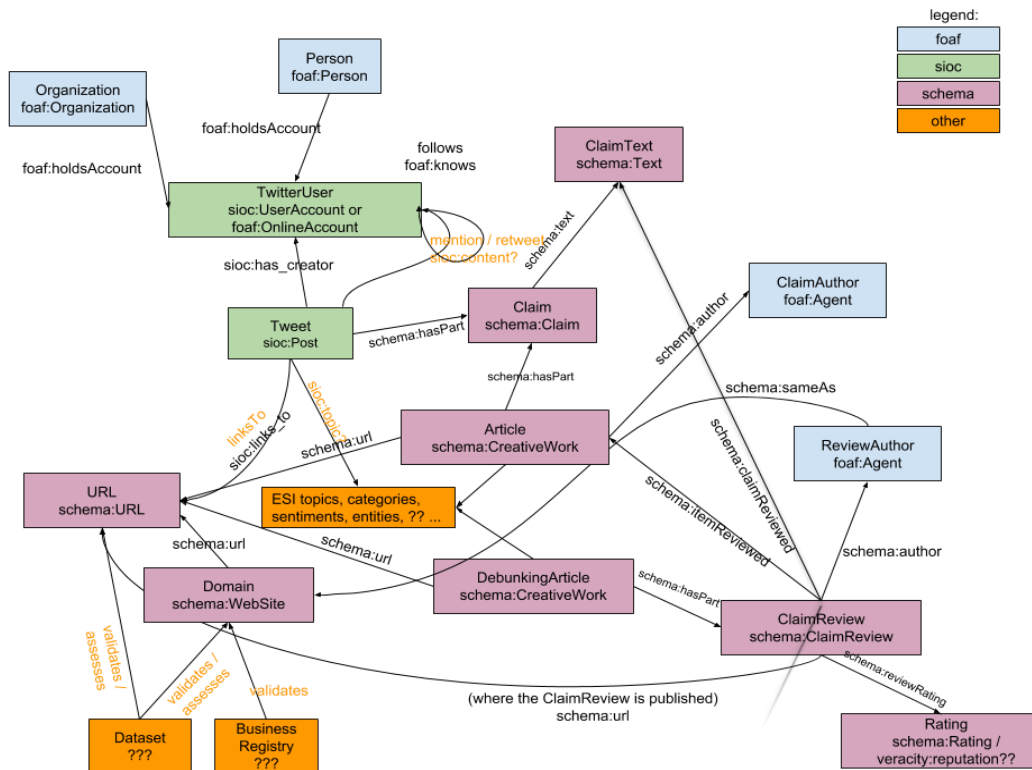 legend:
foaf
sioc
schema
other
Person
foaf:Person
Organization
foaf:Organization
foaf:holdsAccount
foaf:holdsAccount
follows
foaf:knows
ClaimText
schema:Text
TwitterUser
sioc:UserAccount or
foaf:OnlineAccount
mention / retweet
sioc:content?
schema:text
sioc:has_creator
ClaimAuthor
foaf:Agent
Claim
schema:Claim
Tweet
sioc:Post
schema:hasPart
schema:author
schema:hasPart
schema:sameAs
linksTo
sioc:links_to
sioc:topic?
Article
schema:CreativeWork
schema:url
ReviewAuthor
foaf:Agent
URL
schema:URL
ESI topics, categories,
sentiments, entities, ?? ...
schema:claimReviewed
schema:itemReviewed
schema:url
schema:url
schema:author
Domain
schema:WebSite
DebunkingArticle
schema:CreativeWork
schema:hasPart
ClaimReview
schema:ClaimReview
validates /
assesses
validates /
assesses
validates
(where the ClaimReview is published)
schema:url
schema:reviewRating
Dataset
???
Business
Registry
???
Rating
schema:Rating /
veracity:reputation??